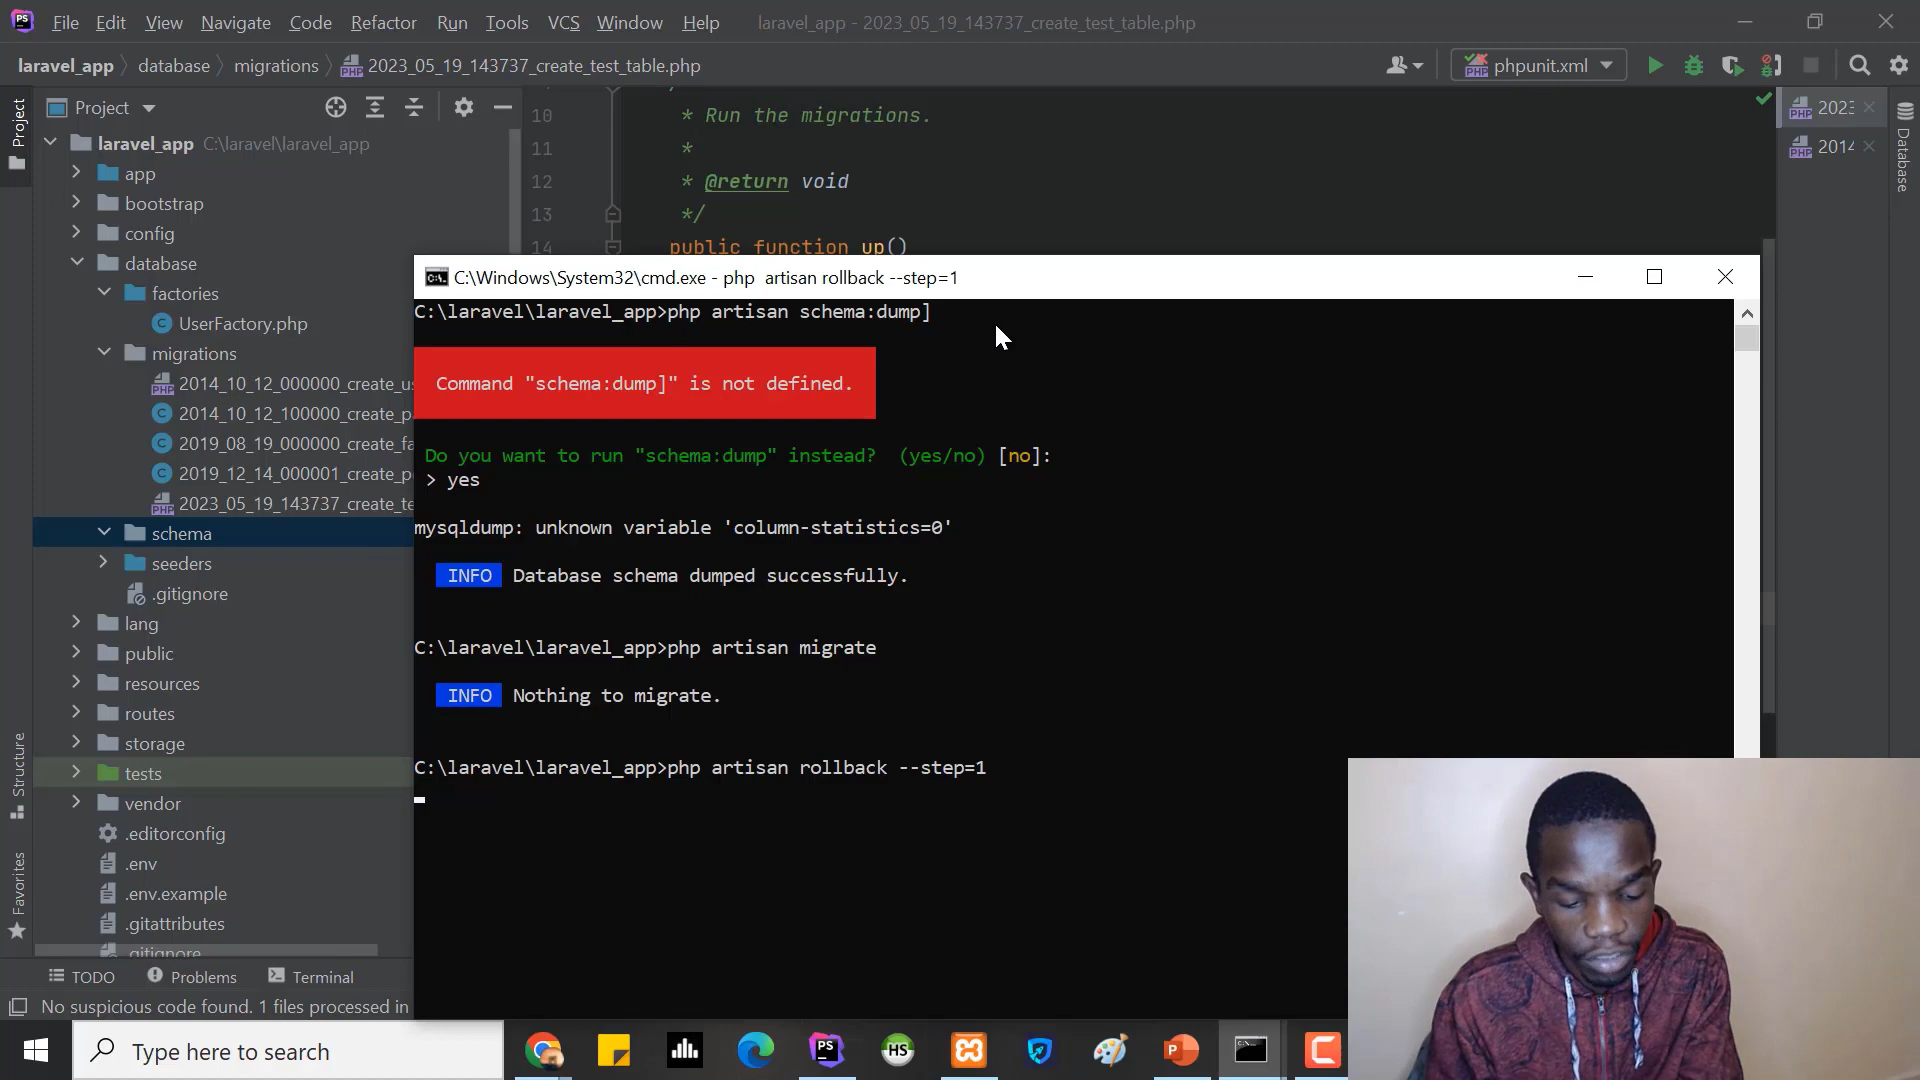 File Edit View Navigate Code Refactor Run Tools VCS Window Help laravel_app - 2023_05_19_143737_create_test_table.php
laravel_app database migrations 2023_05_19_143737_create_test_table.php phpunit.xml
Project
Project
laravel_app C:\laravel\laravel_app
app
bootstrap
config
database
factories
UserFactory.php
migrations
2014_10_12_000000_create_us
2014_10_12_100000_create_p
2019_08_19_000000_create_fa
2019_12_14_000001_create_p
2023_05_19_143737_create_te
schema
seeders
.gitignore
lang
public
resources
routes
storage
tests
vendor
.editorconfig
.env
.env.example
.gitattributes
.gitignore
Structure
Favorites
10 * Run the migrations.
11 *
12 * @return void
13 */
14 public function up()
2023
2014
Database
C:\Windows\System32\cmd.exe - php  artisan rollback --step=1
C:\laravel\laravel_app>php artisan schema:dump]
Command "schema:dump]" is not defined.
Do you want to run "schema:dump" instead?  (yes/no) [no]:
> yes
mysqldump: unknown variable 'column-statistics=0'
INFO Database schema dumped successfully.
C:\laravel\laravel_app>php artisan migrate
INFO Nothing to migrate.
C:\laravel\laravel_app>php artisan rollback --step=1
TODO Problems Terminal
No suspicious code found. 1 files processed in
Type here to search
PS
HS